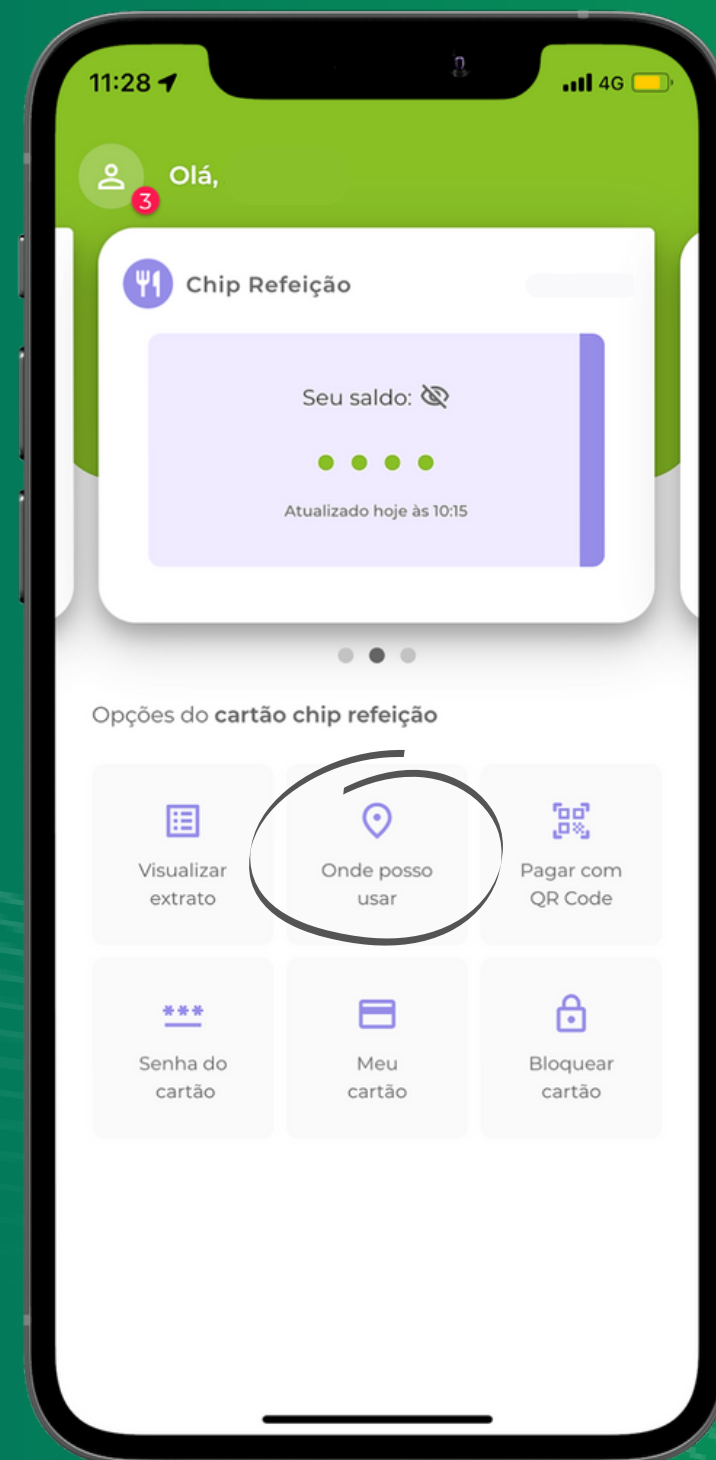 11:28
4G
3
Olá,
Chip Refeição
Seu saldo:
Atualizado hoje às 10:15
Opções do cartão chip refeição
Visualizar
extrato
Onde posso
usar
Pagar com
QR Code
***
Senha do
cartão
Meu
cartão
Bloquear
cartão